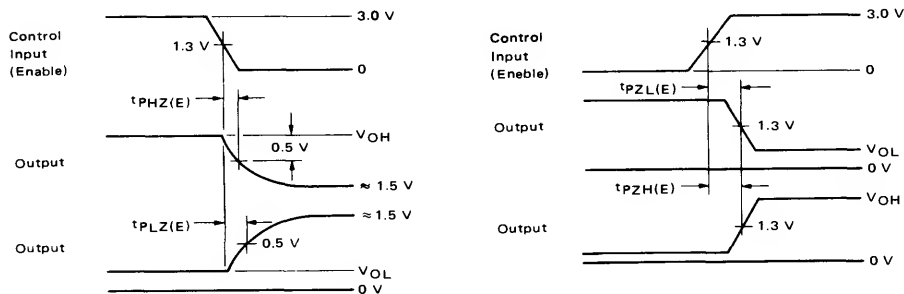 Control
Input
(Enable)
3.0 V
1.3 V
0
tPHZ(E)
VOH
0.5 V
Output
≈ 1.5 V
tPLZ(E)
≈ 1.5 V
0.5 V
Output
VOL
0 V
Control
Input
(Eneble)
3.0 V
1.3 V
0
tPZL(E)
Output
1.3 V
VOL
0 V
tPZH(E)
VOH
Output
1.3 V
0 V